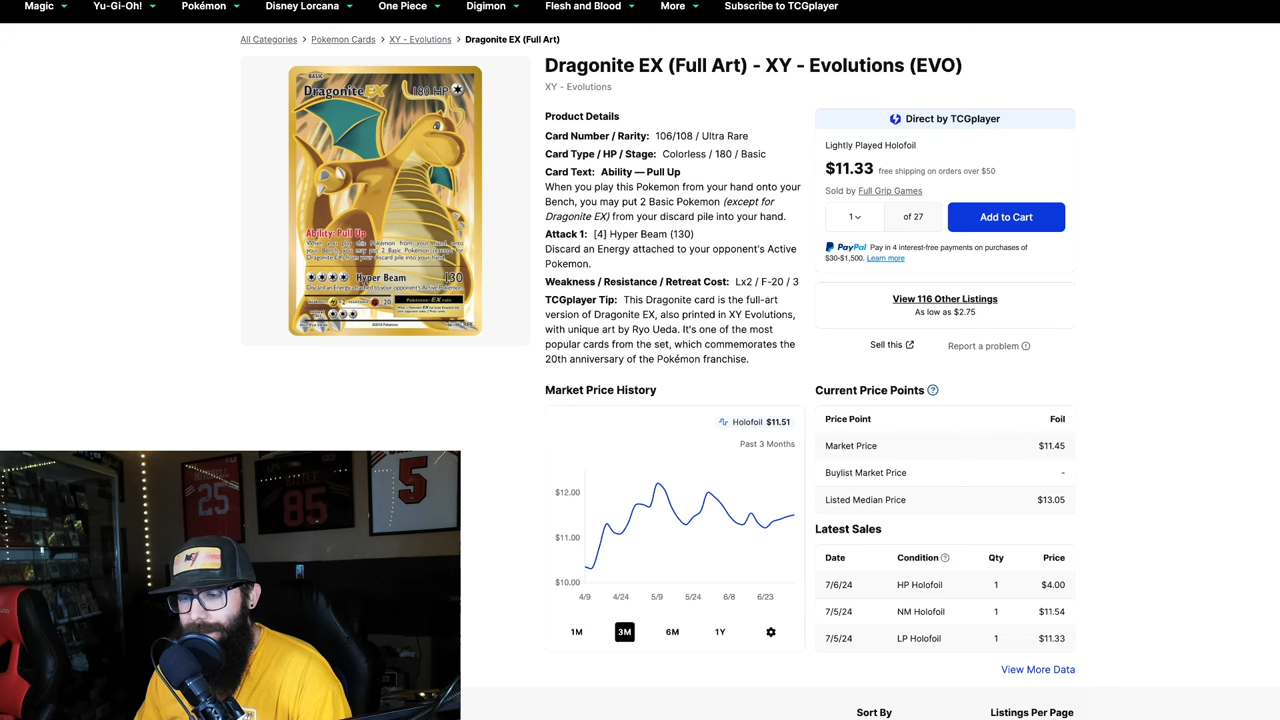 Magic Yu-Gi-Oh! Pokémon Disney Lorcana One Piece Digimon Flesh and Blood More Subscribe to TCGplayer
All Categories > Pokemon Cards > XY - Evolutions > Dragonite EX (Full Art)
BASIC
Dragonite EX 180 HP
Ability: Pull Up
Hyper Beam 130
Dragonite EX (Full Art) - XY - Evolutions (EVO)
XY - Evolutions
Product Details
Card Number / Rarity: 106/108 / Ultra Rare
Card Type / HP / Stage: Colorless / 180 / Basic
Card Text: Ability — Pull Up
When you play this Pokemon from your hand onto your
Bench, you may put 2 Basic Pokemon (except for
Dragonite EX) from your discard pile into your hand.
Attack 1: [4] Hyper Beam (130)
Discard an Energy attached to your opponent's Active
Pokemon.
Weakness / Resistance / Retreat Cost: Lx2 / F-20 / 3
TCGplayer Tip: This Dragonite card is the full-art
version of Dragonite EX, also printed in XY Evolutions,
with unique art by Ryo Ueda. It's one of the most
popular cards from the set, which commemorates the
20th anniversary of the Pokémon franchise.
Direct by TCGplayer
Lightly Played Holofoil
$11.33 free shipping on orders over $50
Sold by Full Grip Games
1 of 27 Add to Cart
PayPal Pay in 4 interest-free payments on purchases of
$30-$1,500. Learn more
View 116 Other Listings
As low as $2.75
Sell this Report a problem
Market Price History
Holofoil $11.51
Past 3 Months
$12.00
$11.00
$10.00
4/9 4/24 5/9 5/24 6/8 6/23
1M 3M 6M 1Y
Current Price Points
Price Point Foil
Market Price $11.45
Buylist Market Price -
Listed Median Price $13.05
Latest Sales
Date Condition Qty Price
7/6/24 HP Holofoil 1 $4.00
7/5/24 NM Holofoil 1 $11.54
7/5/24 LP Holofoil 1 $11.33
View More Data
Sort By Listings Per Page
25
85
5